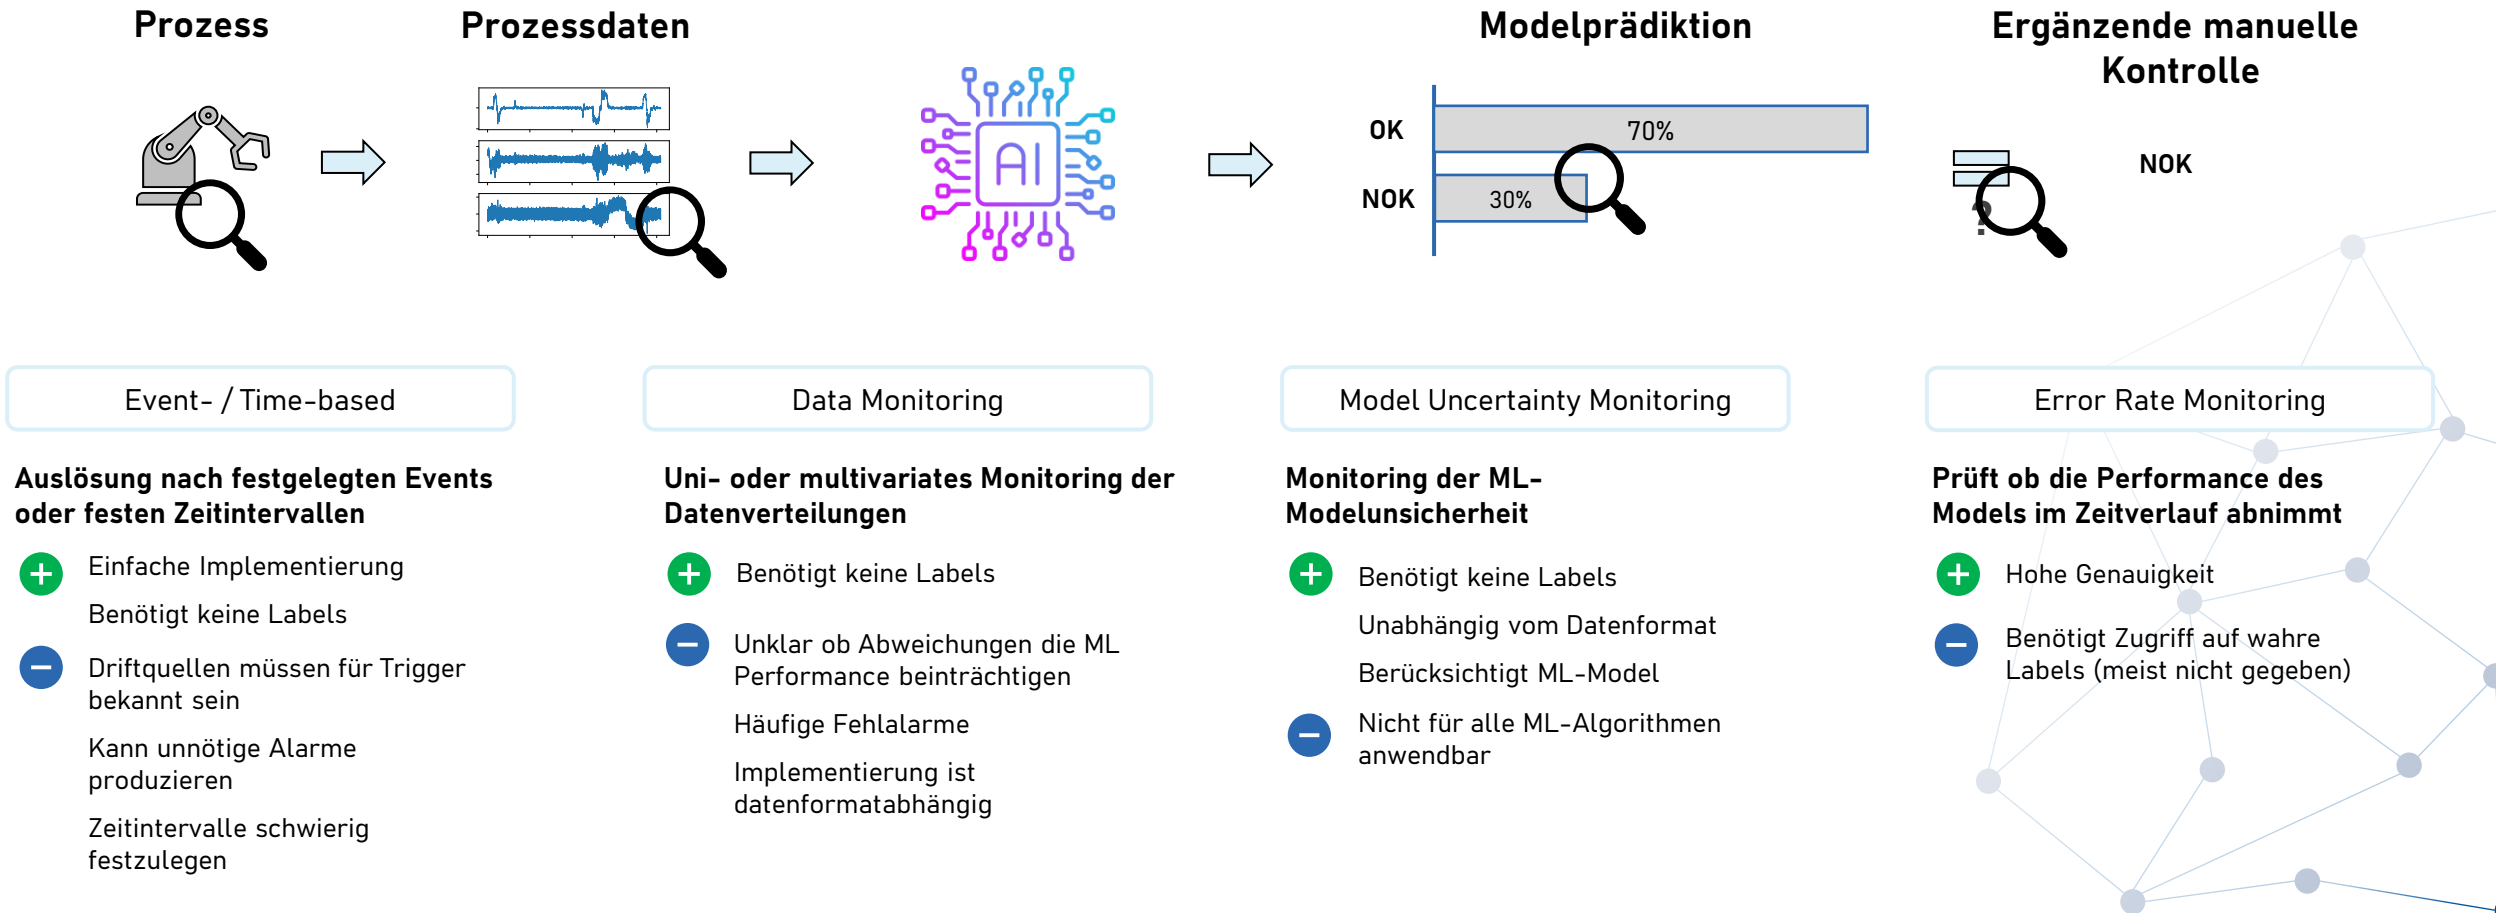 Prozess
Prozessdaten
Modelprädiktion
Ergänzende manuelle
Kontrolle
AI
OK
70%
NOK
30%
?
NOK
Event- / Time-based
Data Monitoring
Model Uncertainty Monitoring
Error Rate Monitoring
Auslösung nach festgelegten Events
oder festen Zeitintervallen
+
Einfache Implementierung
Benötigt keine Labels
−
Driftquellen müssen für Trigger
bekannt sein
Kann unnötige Alarme
produzieren
Zeitintervalle schwierig
festzulegen
Uni- oder multivariates Monitoring der
Datenverteilungen
+
Benötigt keine Labels
−
Unklar ob Abweichungen die ML
Performance beinträchtigen
Häufige Fehlalarme
Implementierung ist
datenformatabhängig
Monitoring der ML-
Modelunsicherheit
+
Benötigt keine Labels
Unabhängig vom Datenformat
Berücksichtigt ML-Model
−
Nicht für alle ML-Algorithmen
anwendbar
Prüft ob die Performance des
Models im Zeitverlauf abnimmt
+
Hohe Genauigkeit
−
Benötigt Zugriff auf wahre
Labels (meist nicht gegeben)